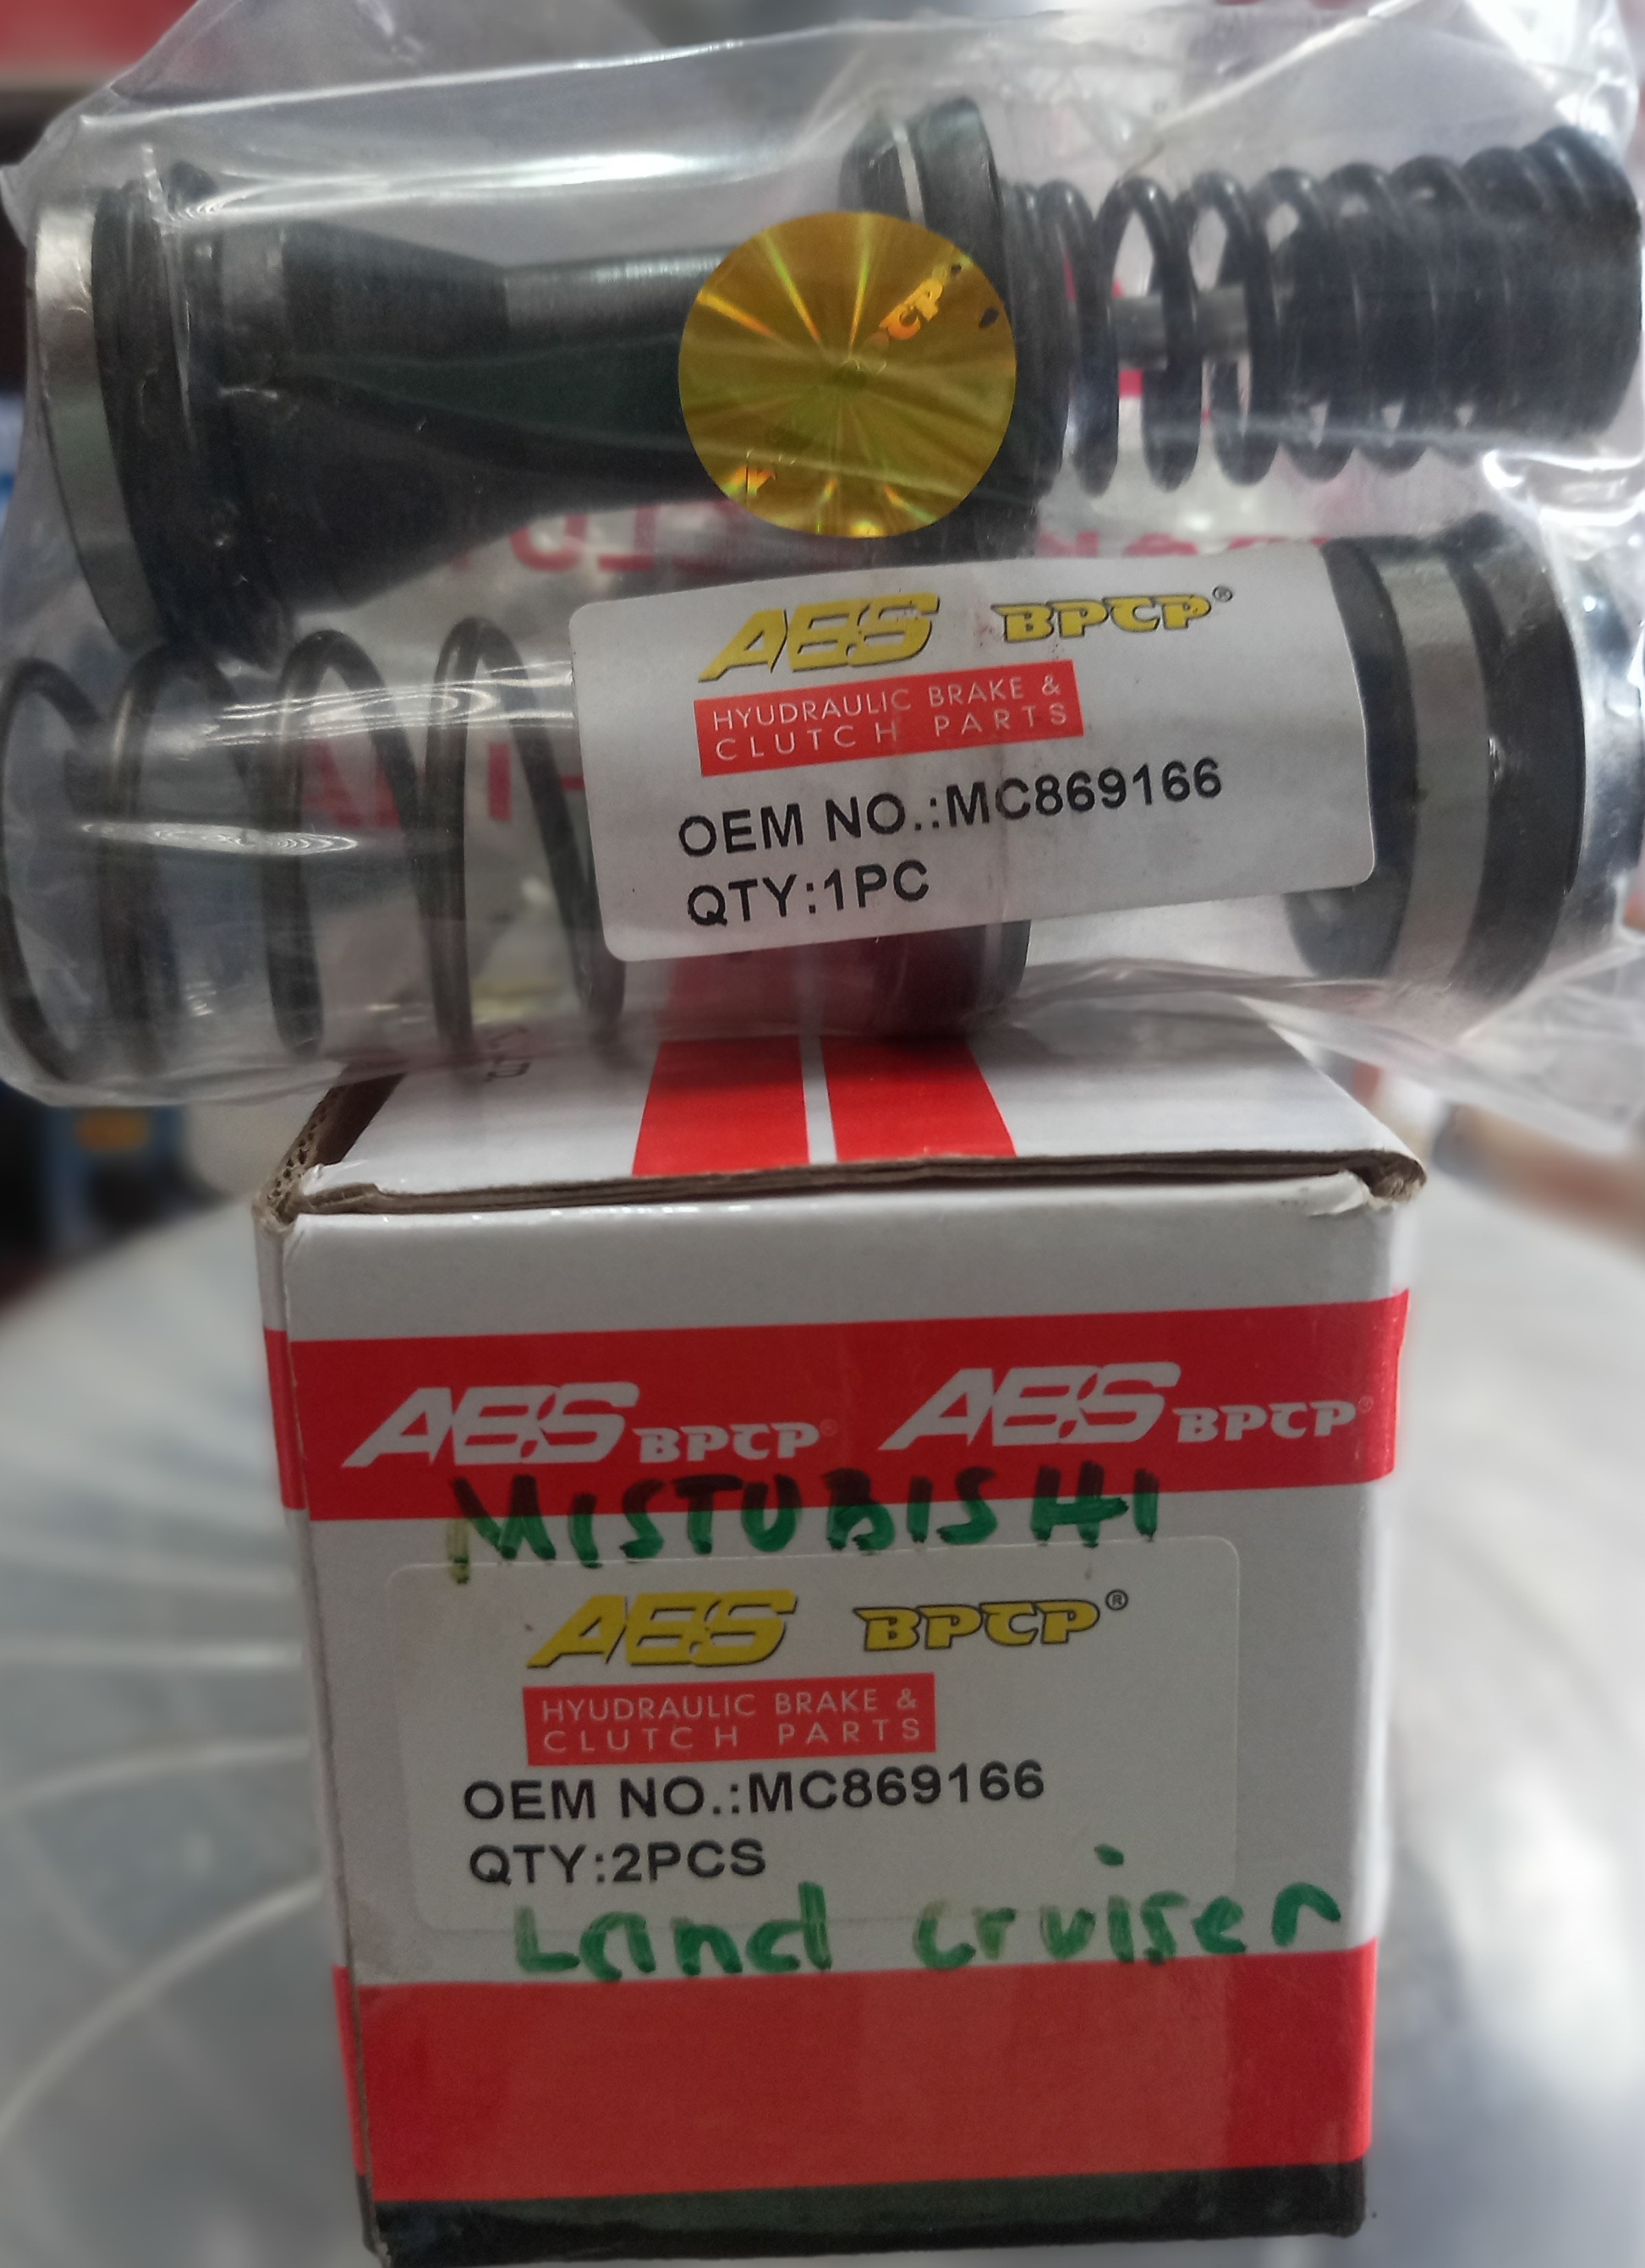 ABS BPCP®
HYUDRAULIC BRAKE &
CLUTCH PARTS
OEM NO.:MC869166
QTY:1PC
ABS BPCP® ABS BPCP®
MISTUBISHI
ABS BPCP®
HYUDRAULIC BRAKE &
CLUTCH PARTS
OEM NO.:MC869166
QTY:2PCS
Land cruiser